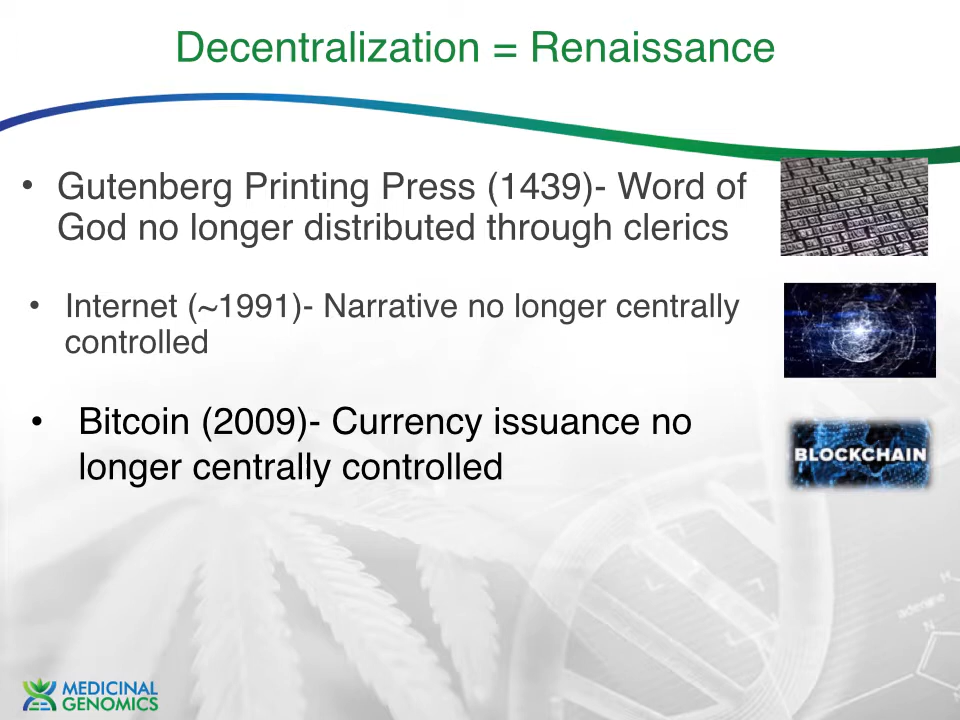 Decentralization = Renaissance
• Gutenberg Printing Press (1439)- Word of
God no longer distributed through clerics
• Internet (~1991)- Narrative no longer centrally
controlled
• Bitcoin (2009)- Currency issuance no
longer centrally controlled
BLOCKCHAIN
adenine
MEDICINAL
GENOMICS